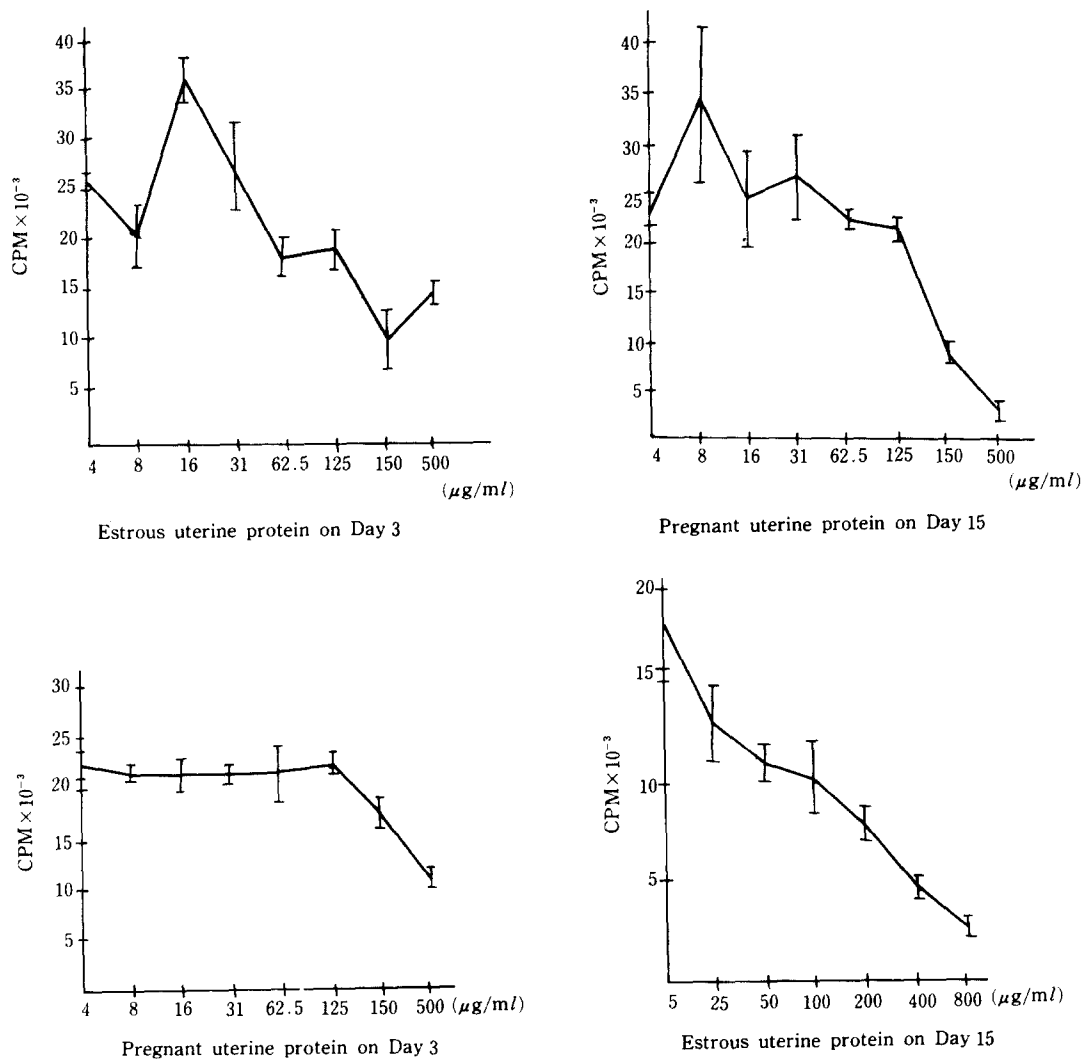 40
35
30
25
20
15
10
5
CPM×10⁻³
4 8 16 31 62.5 125 150 500
(μg/ml)
Estrous uterine protein on Day 3
40
35
30
25
20
15
10
5
CPM×10⁻³
4 8 16 31 62.5 125 150 500
(μg/ml)
Pregnant uterine protein on Day 15
30
25
20
15
10
5
CPM×10⁻³
4 8 16 31 62.5 125 150 500 (μg/ml)
Pregnant uterine protein on Day 3
20
15
10
5
CPM×10⁻³
5 25 50 100 200 400 800 (μg/ml)
Estrous uterine protein on Day 15